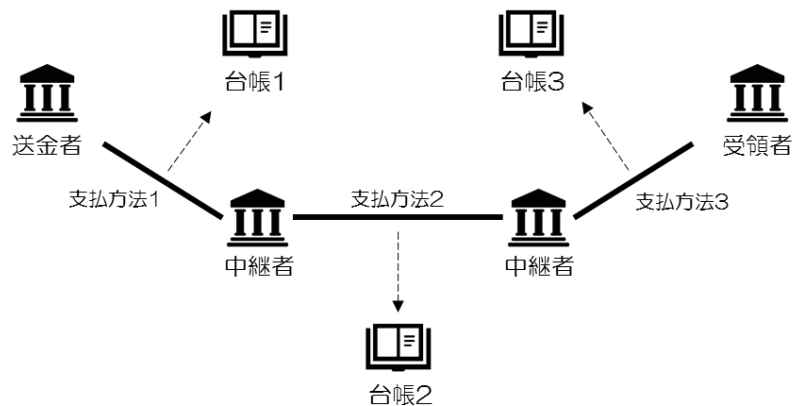 台帳1
台帳3
送金者
受領者
支払方法1
支払方法2
支払方法3
中継者
中継者
台帳2